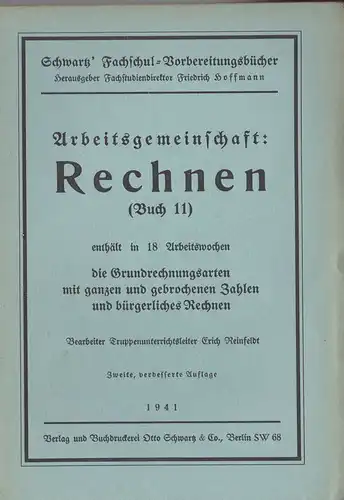 Schwartz' Fachschul-Vorbereitungsbücher
Herausgeber Fachstudiendirektor Friedrich Hoffmann
Arbeitsgemeinschaft:
Rechnen
(Buch 11)
enthält in 18 Arbeitswochen
die Grundrechnungsarten
mit ganzen und gebrochenen Zahlen
und bürgerliches Rechnen
Bearbeiter Truppenunterrichtsleiter Erich Reinfeldt
Zweite, verbesserte Auflage
1941
Verlag und Buchdruckerei Otto Schwartz & Co., Berlin SW 68